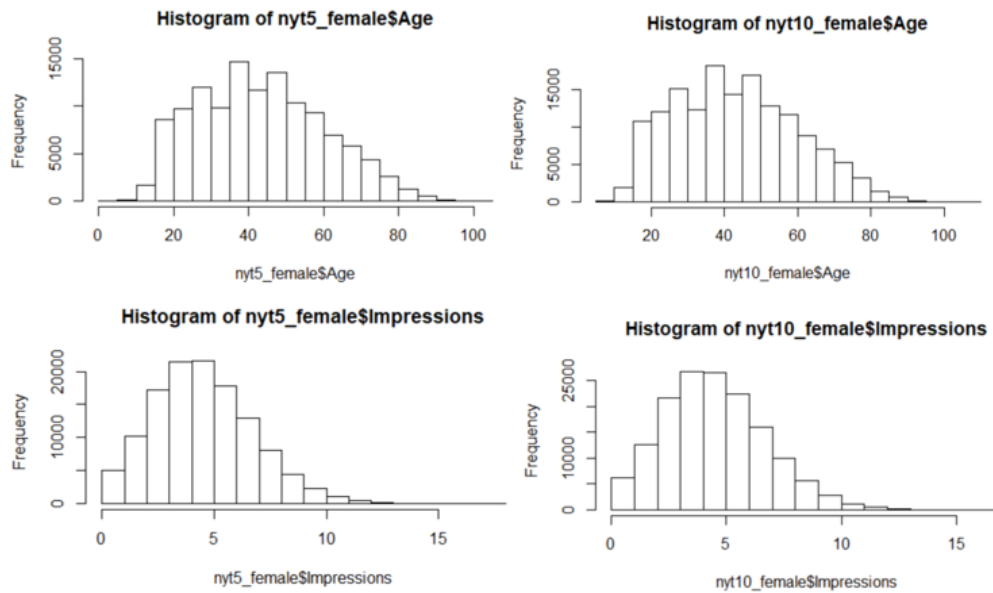 Histogram of nyt5_female$Age
Frequency
0 5000 15000
0 20 40 60 80 100
nyt5_female$Age
Histogram of nyt10_female$Age
Frequency
0 5000 15000
20 40 60 80 100
nyt10_female$Age
Histogram of nyt5_female$Impressions
Frequency
0 10000 20000
0 5 10 15
nyt5_female$Impressions
Histogram of nyt10_female$Impressions
Frequency
0 10000 25000
0 5 10 15
nyt10_female$Impressions